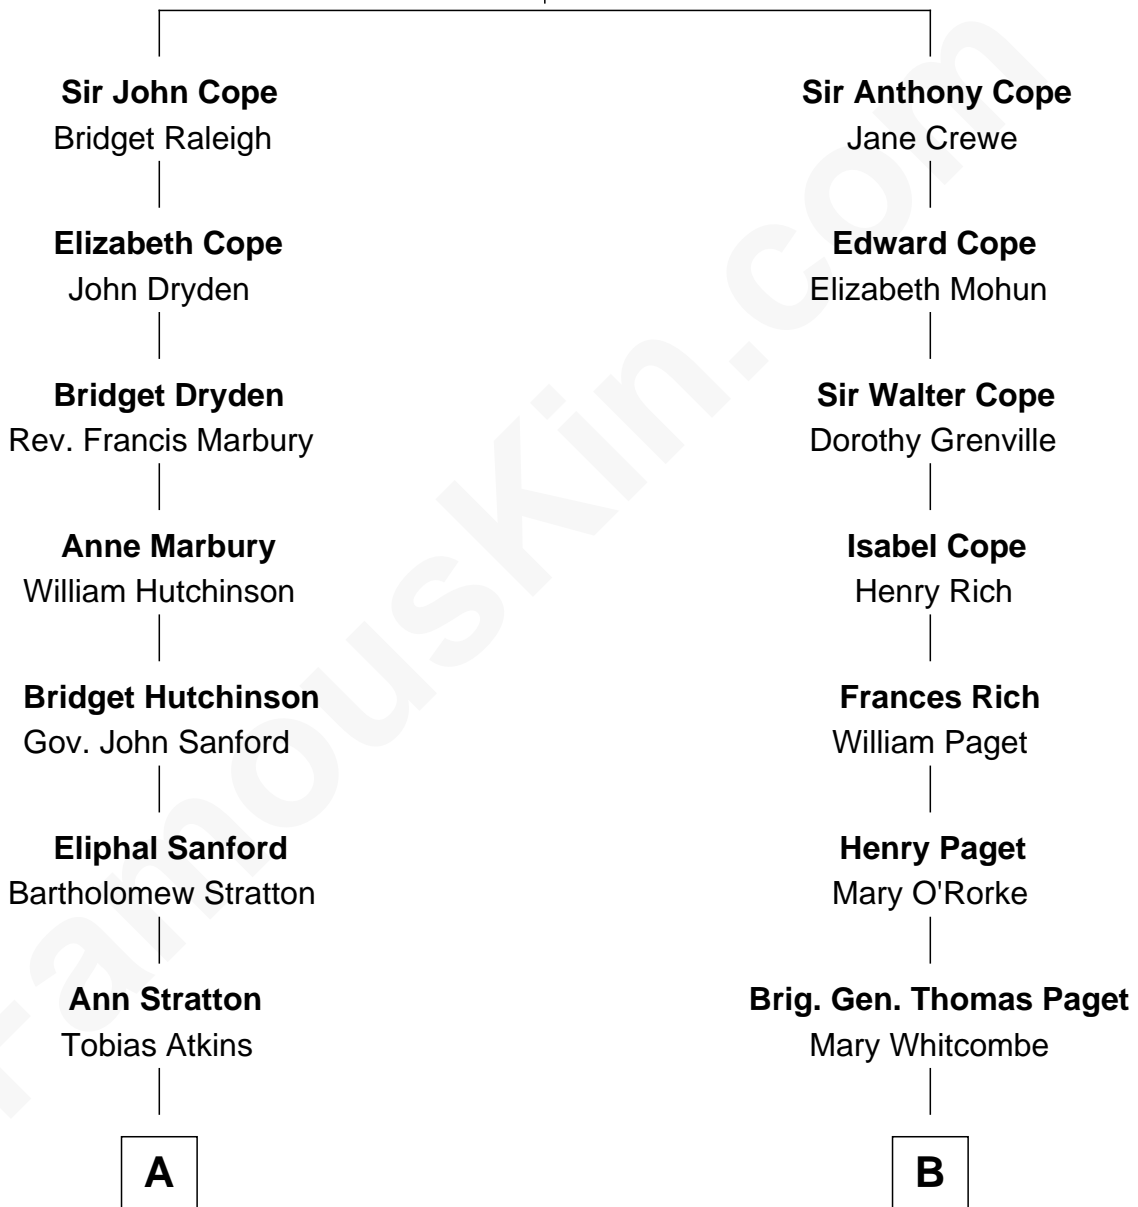 Sir John Cope
Bridget Raleigh
Elizabeth Cope
John Dryden
Bridget Dryden
Rev. Francis Marbury
Anne Marbury
William Hutchinson
Bridget Hutchinson
Gov. John Sanford
Eliphal Sanford
Bartholomew Stratton
Ann Stratton
Tobias Atkins
A
Sir Anthony Cope
Jane Crewe
Edward Cope
Elizabeth Mohun
Sir Walter Cope
Dorothy Grenville
Isabel Cope
Henry Rich
Frances Rich
William Paget
Henry Paget
Mary O'Rorke
Brig. Gen. Thomas Paget
Mary Whitcombe
B
FamousKin.com